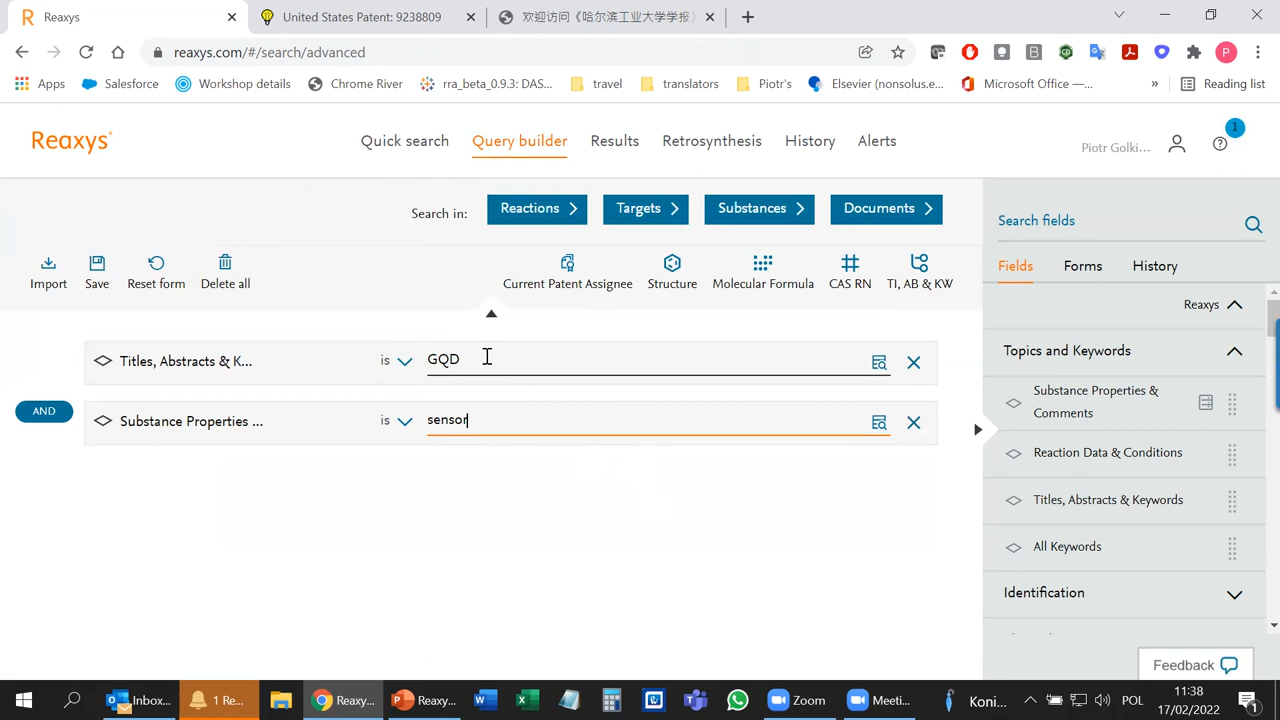 Reaxys
United States Patent: 9238809
欢迎访问《哈尔滨工业大学学报》
reaxys.com/#/search/advanced
P
Apps
Salesforce
Workshop details
Chrome River
rra_beta_0.9.3: DAS...
travel
translators
Piotr's
Elsevier (nonsolus.e...
Microsoft Office —...
»
Reading list
Reaxys
Quick search
Query builder
Results
Retrosynthesis
History
Alerts
Piotr Golki...
1
Search in:
Reactions
Targets
Substances
Documents
Import
Save
Reset form
Delete all
Current Patent Assignee
Structure
Molecular Formula
CAS RN
TI, AB & KW
Titles, Abstracts & K...
is
GQD
AND
Substance Properties ...
is
sensor
Search fields
Fields
Forms
History
Reaxys
Topics and Keywords
Substance Properties &
Comments
Reaction Data & Conditions
Titles, Abstracts & Keywords
All Keywords
Identification
Feedback
Inbox...
1 Re...
Reaxy...
Reaxy...
Zoom
Meeti...
Koni...
POL
11:38
17/02/2022
1